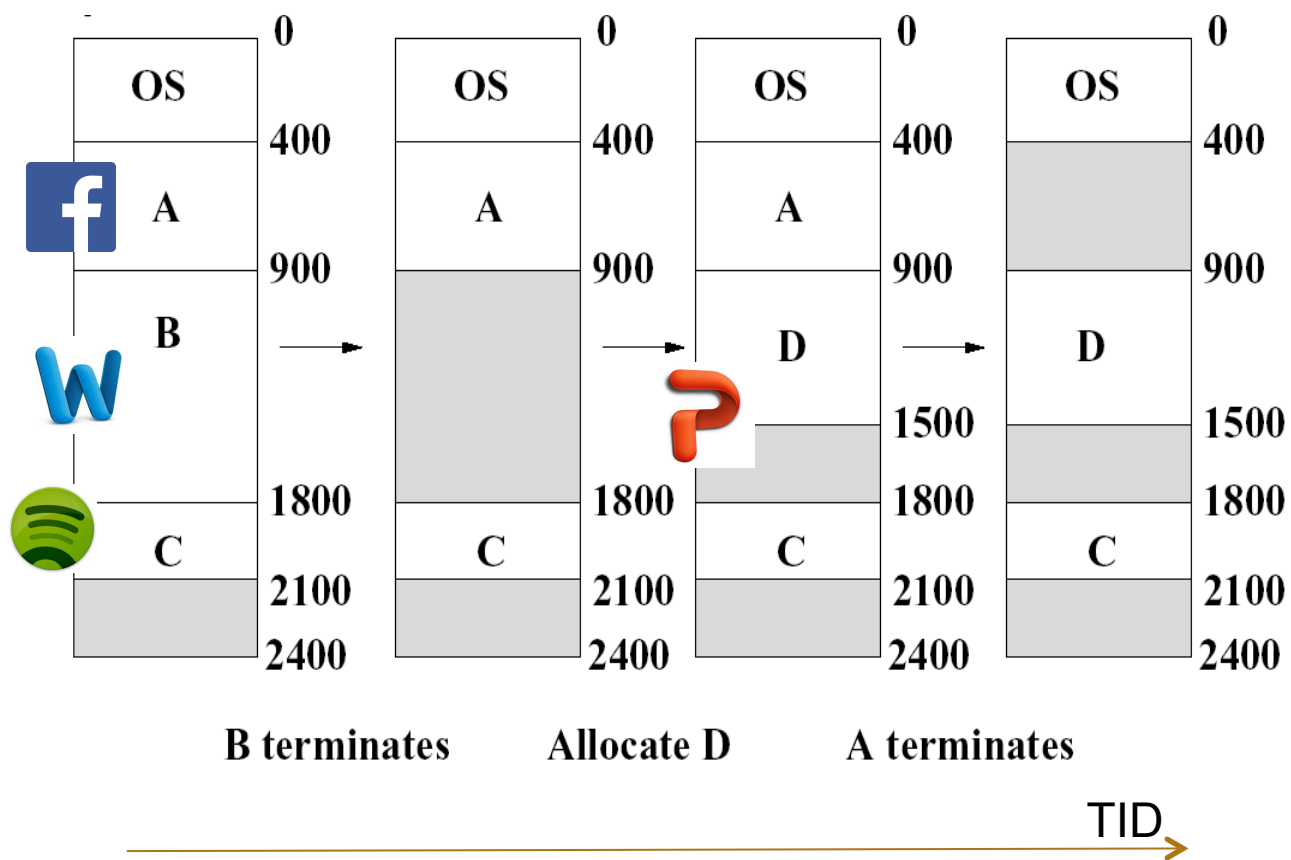 0 0 0 0
OS OS OS OS
400 400 400 400
A A A
900 900 900 900
B D D
1500 1500
1800 1800 1800 1800
C C C C
2100 2100 2100 2100
2400 2400 2400 2400
B terminates Allocate D A terminates
TID